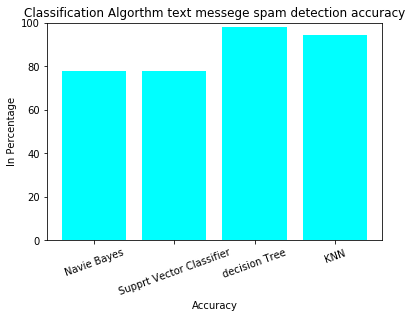 Classification Algorthm text messege spam detection accuracy
100
80
60
40
20
0
In Percentage
Navie Bayes
Supprt Vector Classifier
decision Tree
KNN
Accuracy